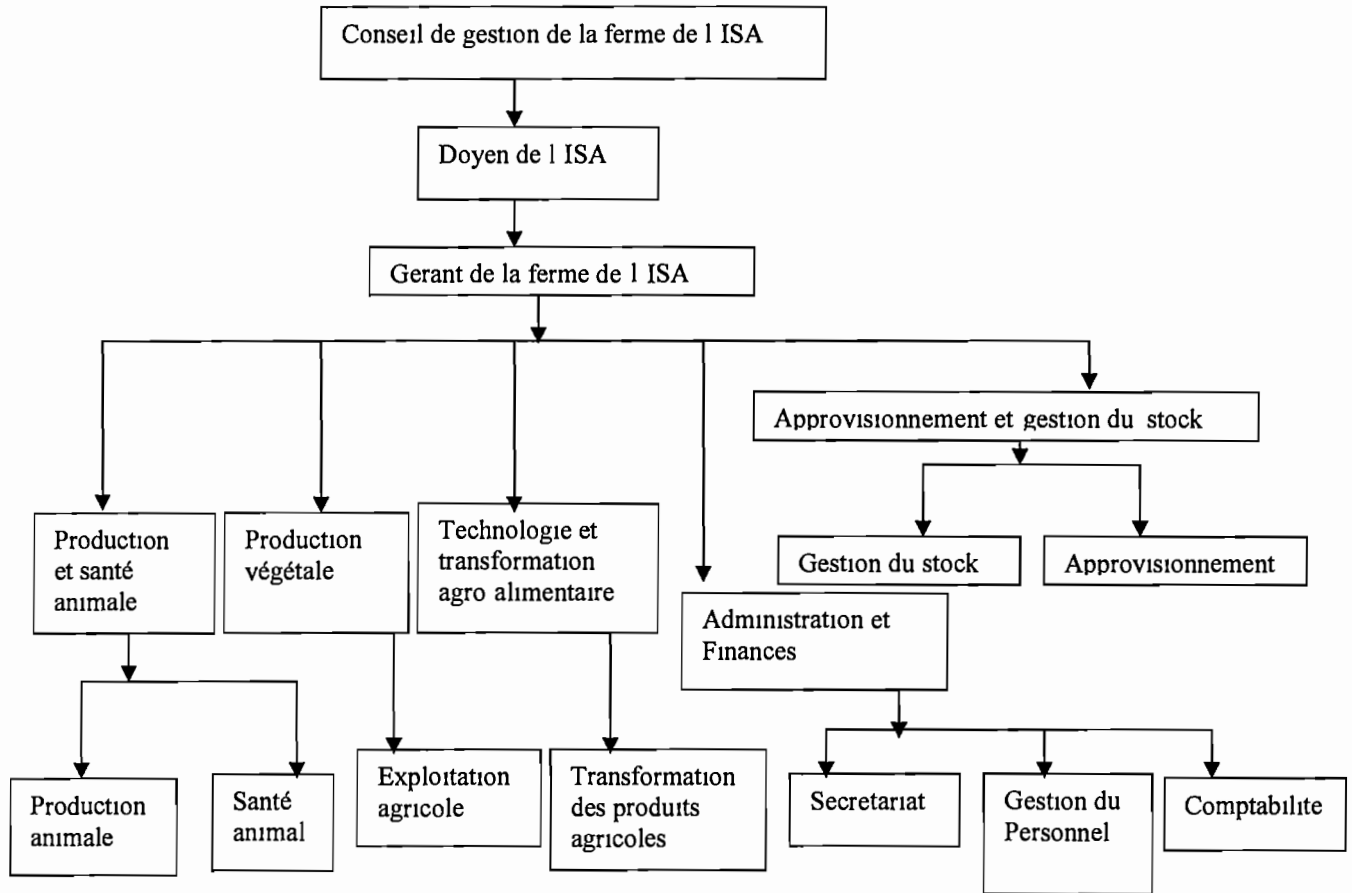 Conseil de gestion de la ferme de l ISA
Doyen de l ISA
Gerant de la ferme de l ISA
Approvisionnement et gestion du stock
Production
et santé
animale
Production
végétale
Technologie et
transformation
agro alimentaire
Gestion du stock
Approvisionnement
Administration et
Finances
Production
animale
Santé
animal
Exploitation
agricole
Transformation
des produits
agricoles
Secretariat
Gestion du
Personnel
Comptabilite